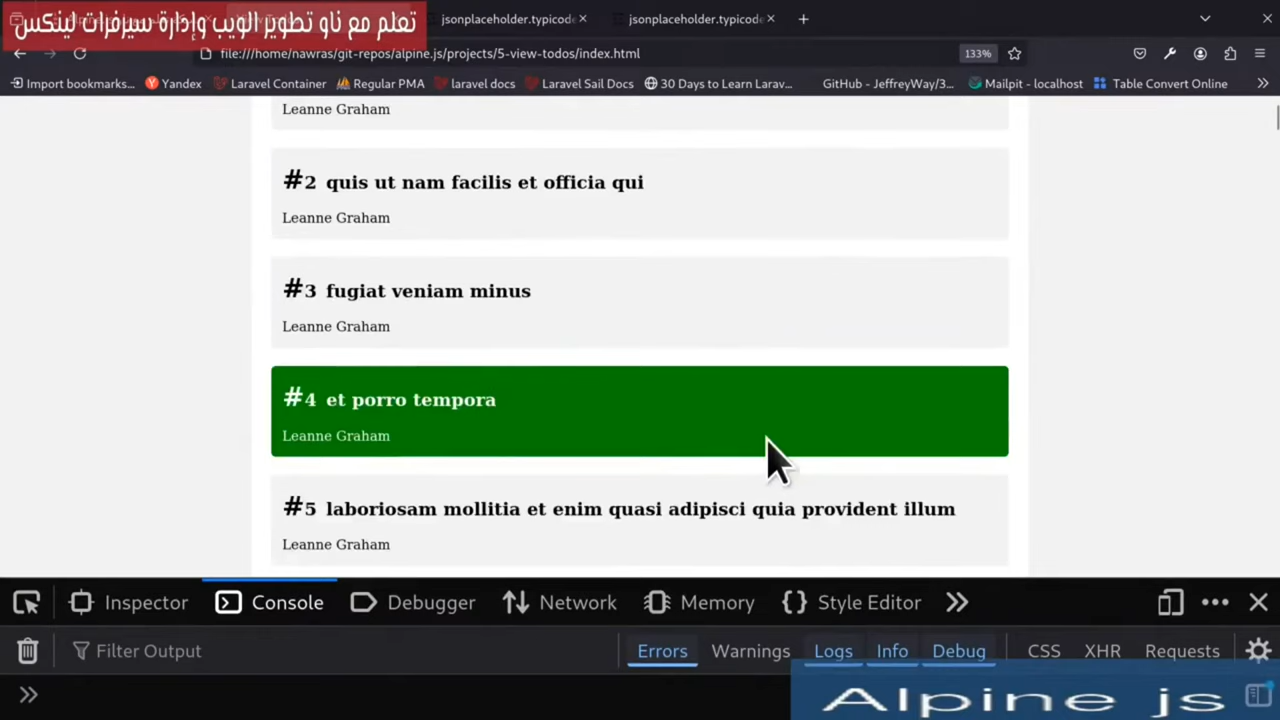 تعلم مع ناو تطوير الويب وإدارة سيرفرات لينكس
jsonplaceholder.typicode
jsonplaceholder.typicode
file:///home/nawras/git-repos/alpine.js/projects/5-view-todos/index.html
133%
Import bookmarks...
Yandex
Laravel Container
Regular PMA
laravel docs
Laravel Sail Docs
30 Days to Learn Larav...
GitHub - JeffreyWay/3...
Mailpit - localhost
Table Convert Online
Leanne Graham
#2 quis ut nam facilis et officia qui
Leanne Graham
#3 fugiat veniam minus
Leanne Graham
#4 et porro tempora
Leanne Graham
#5 laboriosam mollitia et enim quasi adipisci quia provident illum
Leanne Graham
Inspector
Console
Debugger
Network
Memory
Style Editor
Filter Output
Errors
Warnings
Logs
Info
Debug
CSS
XHR
Requests
Alpine js